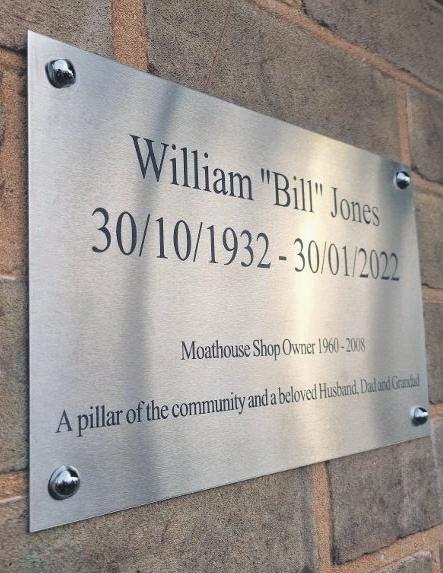 William "Bill" Jones
30/10/1932 - 30/01/2022
Moathouse Shop Owner 1960 - 2008
A pillar of the community and a beloved Husband, Dad and Grandad